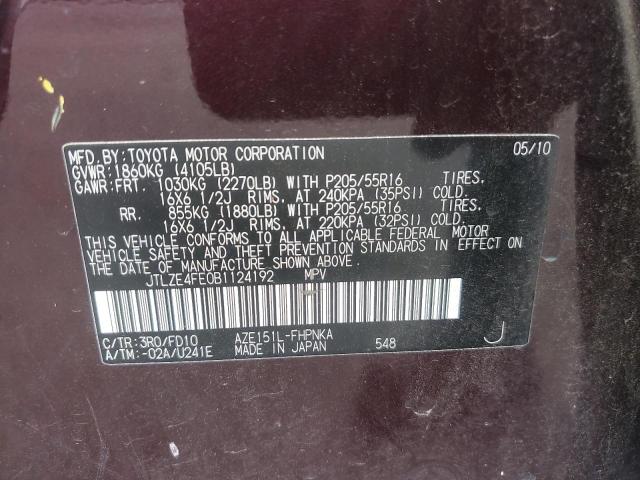 MFD. BY: TOYOTA MOTOR CORPORATION 05/10
GVWR: 1860KG (4105LB)
GAWR: FRT. 1030KG (2270LB) WITH P205/55R16 TIRES,
16X6 1/2J RIMS, AT 240KPA (35PSI) COLD.
RR. 855KG (1880LB) WITH P205/55R16 TIRES,
16X6 1/2J RIMS, AT 220KPA (32PSI) COLD.
THIS VEHICLE CONFORMS TO ALL APPLICABLE FEDERAL MOTOR
VEHICLE SAFETY AND THEFT PREVENTION STANDARDS IN EFFECT ON
THE DATE OF MANUFACTURE SHOWN ABOVE.
JTLZE4FE0B1124192 MPV
C/TR: 3R0/FD10 AZE151L-FHPNKA
A/TM: -02A/U241E MADE IN JAPAN 548 J